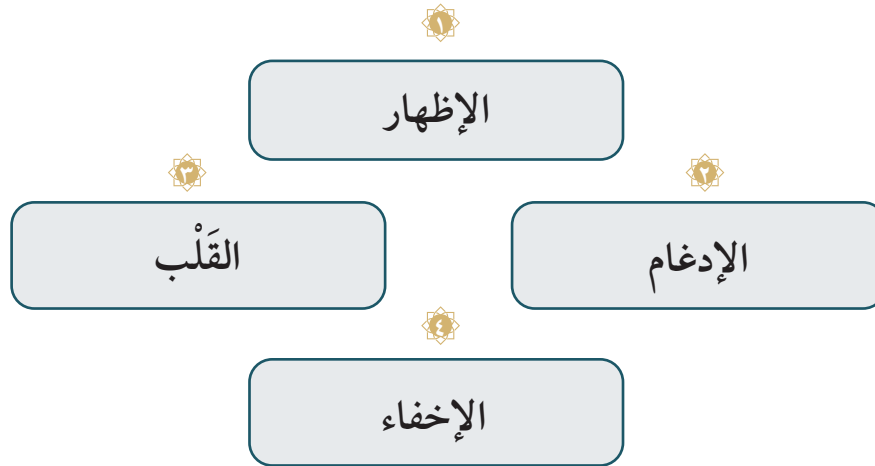 ١
الإظهار
٢
الإدغام
٣
القَلْب
٤
الإخفاء